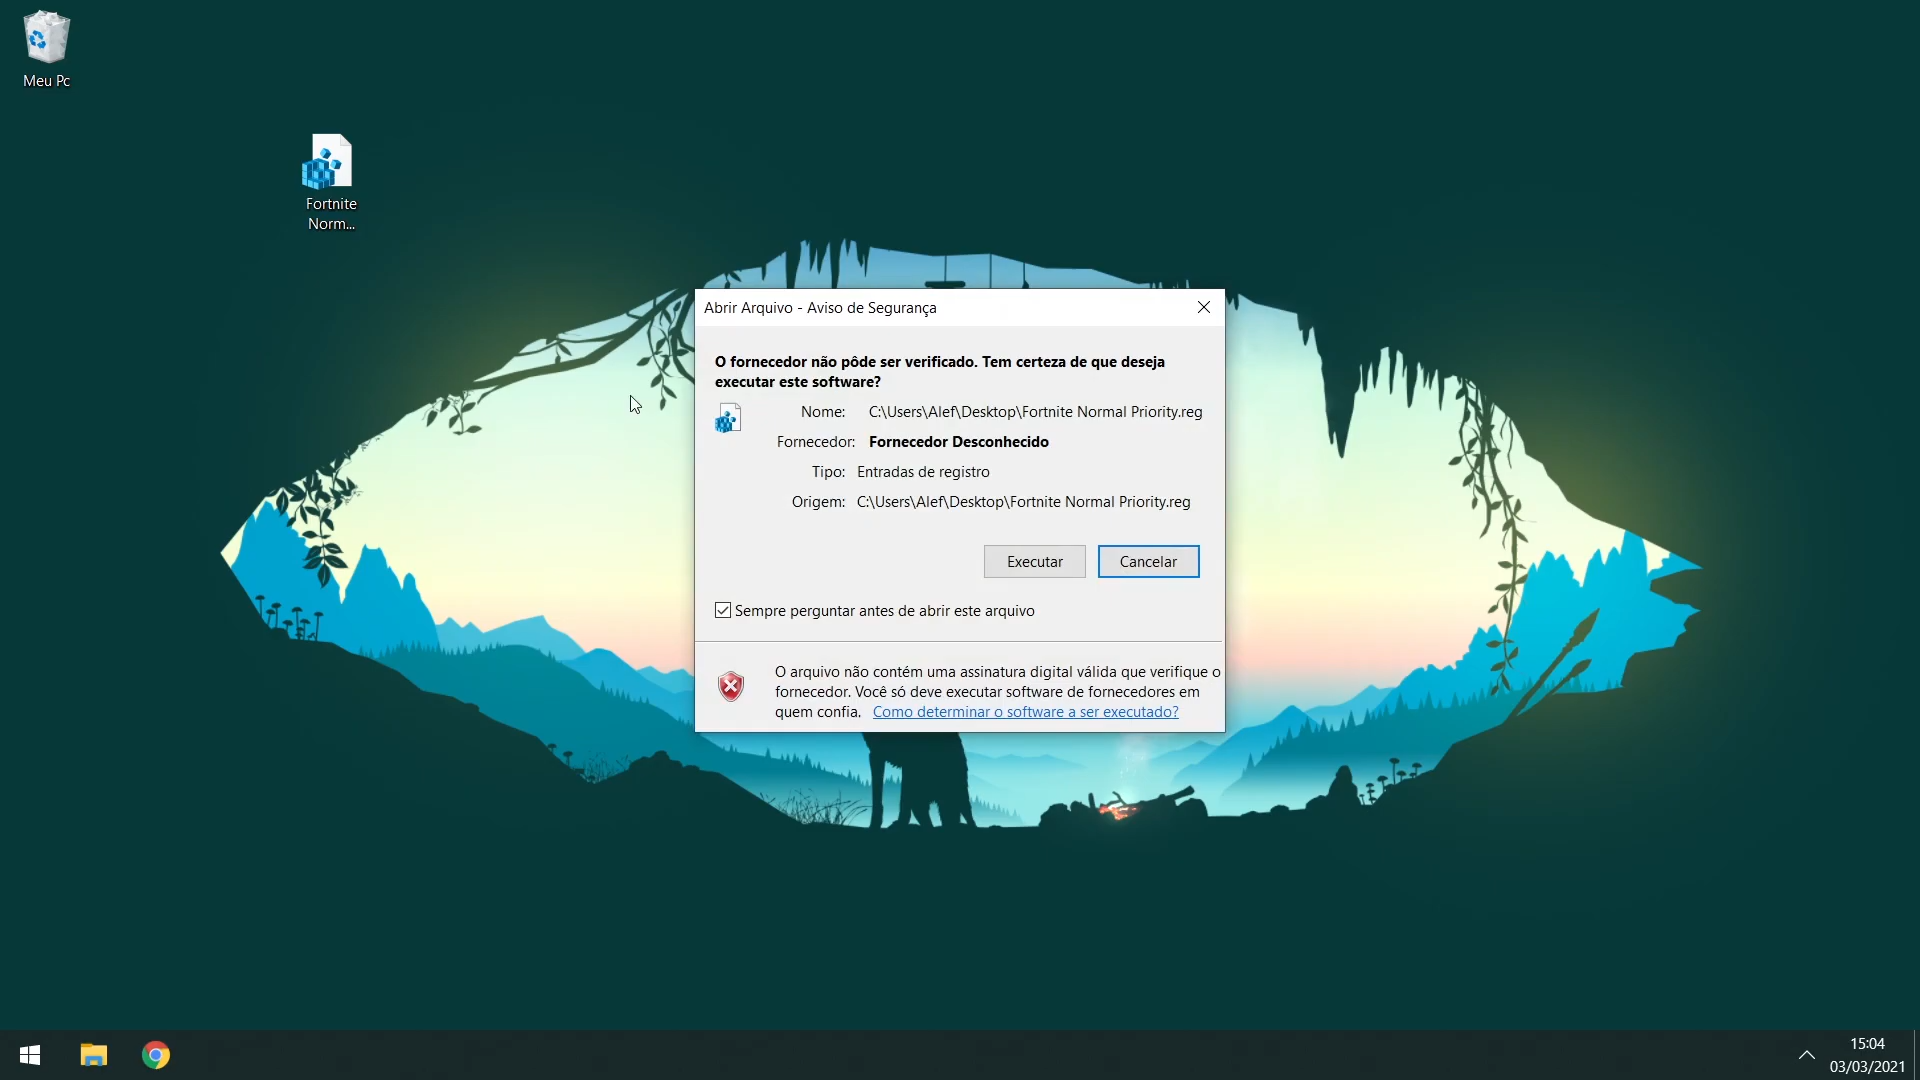 Meu Pc
Fortnite
Norm...
Abrir Arquivo - Aviso de Segurança
O fornecedor não pôde ser verificado. Tem certeza de que deseja
executar este software?
Nome: C:\Users\Alef\Desktop\Fortnite Normal Priority.reg
Fornecedor: Fornecedor Desconhecido
Tipo: Entradas de registro
Origem: C:\Users\Alef\Desktop\Fortnite Normal Priority.reg
Executar Cancelar
Sempre perguntar antes de abrir este arquivo
O arquivo não contém uma assinatura digital válida que verifique o
fornecedor. Você só deve executar software de fornecedores em
quem confia. Como determinar o software a ser executado?
15:04
03/03/2021